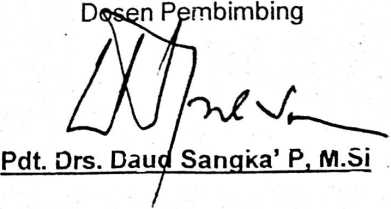 Dosen Pembimbing
Pdt. Drs. Daud Sangka' P, M.Si